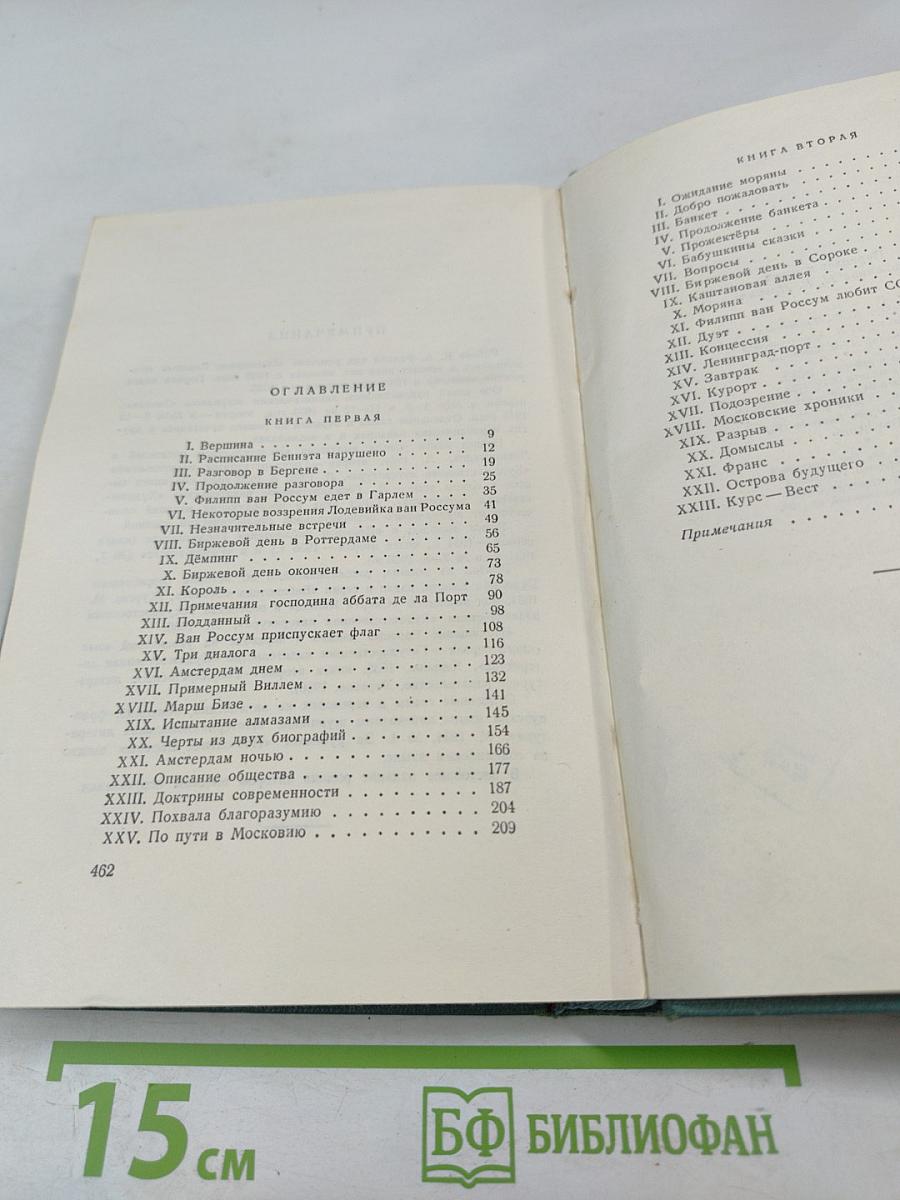 ОГЛАВЛЕНИЕ
КНИГА ПЕРВАЯ
I. Вершина . . . . . . . . . . . . . . . . 9
II. Расписание Беннэта нарушено . . . . . 12
III. Разговор в Бергене . . . . . . . . . . 19
IV. Продолжение разговора . . . . . . . . 25
V. Филипп ван Россум едет в Гарлем . . . . 35
VI. Некоторые воззрения Лодевийка ван Россума 41
VII. Незначительные встречи . . . . . . . . 49
VIII. Биржевой день в Роттердаме . . . . . . 56
IX. Дёмпинг . . . . . . . . . . . . . . . 65
X. Биржевой день окончен . . . . . . . . 73
XI. Король . . . . . . . . . . . . . . . . 78
XII. Примечания господина аббата де ла Порт 90
XIII. Подданный . . . . . . . . . . . . . . 98
XIV. Ван Россум приспускает флаг . . . . . 108
XV. Три диалога . . . . . . . . . . . . . 116
XVI. Амстердам днем . . . . . . . . . . . . 123
XVII. Примерный Виллем . . . . . . . . . . . 132
XVIII. Марш Бизе . . . . . . . . . . . . . . 141
XIX. Испытание алмазами . . . . . . . . . . 145
XX. Черты из двух биографий . . . . . . . . 154
XXI. Амстердам ночью . . . . . . . . . . . 166
XXII. Описание общества . . . . . . . . . . 177
XXIII. Доктрины современности . . . . . . . . 187
XXIV. Похвала благоразумию . . . . . . . . . 204
XXV. По пути в Московию . . . . . . . . . . 209
462
КНИГА ВТОРАЯ
I. Ожидание моряны . . . . . . .
II. Добро пожаловать . . . . . .
III. Банкет . . . . . . . . . .
IV. Продолжение банкета . . . . .
V. Прожектёры . . . . . . . .
VI. Бабушкины сказки . . . . . .
VII. Вопросы . . . . . . . . .
VIII. Биржевой день в Сороке . . .
IX. Каштановая аллея . . . . . .
X. Моряна . . . . . . . . . .
XI. Филипп ван Россум любит СС
XII. Дуэт . . . . . . . . . . .
XIII. Концессия . . . . . . . .
XIV. Ленинград-порт . . . . . . .
XV. Завтрак . . . . . . . . . .
XVI. Курорт . . . . . . . . . .
XVII. Подозрение . . . . . . . .
XVIII. Московские хроники . . . .
XIX. Разрыв . . . . . . . . . .
XX. Домыслы . . . . . . . . . .
XXI. Франс . . . . . . . . . .
XXII. Острова будущего . . . . . .
XXIII. Курс — Вест . . . . . . .
Примечания . . . . . . . . . .
15 см
БФ БИБЛИОФАН